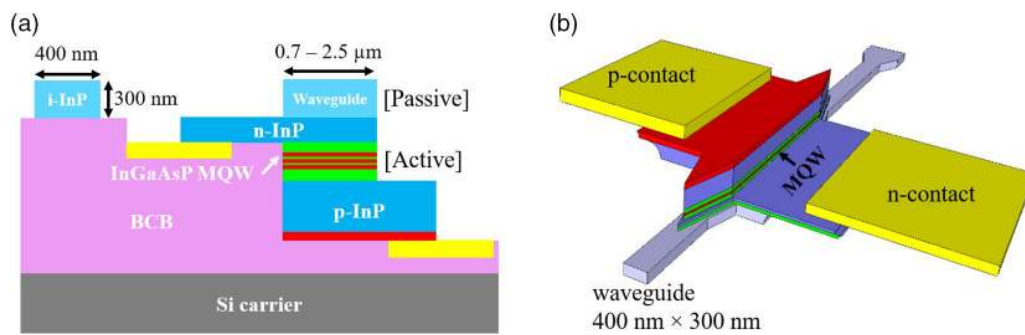 (a)
400 nm
0.7 – 2.5 µm
i-InP
300 nm
Waveguide
[Passive]
n-InP
[Active]
InGaAsP MQW
p-InP
BCB
Si carrier
(b)
p-contact
MQW
n-contact
waveguide
400 nm × 300 nm